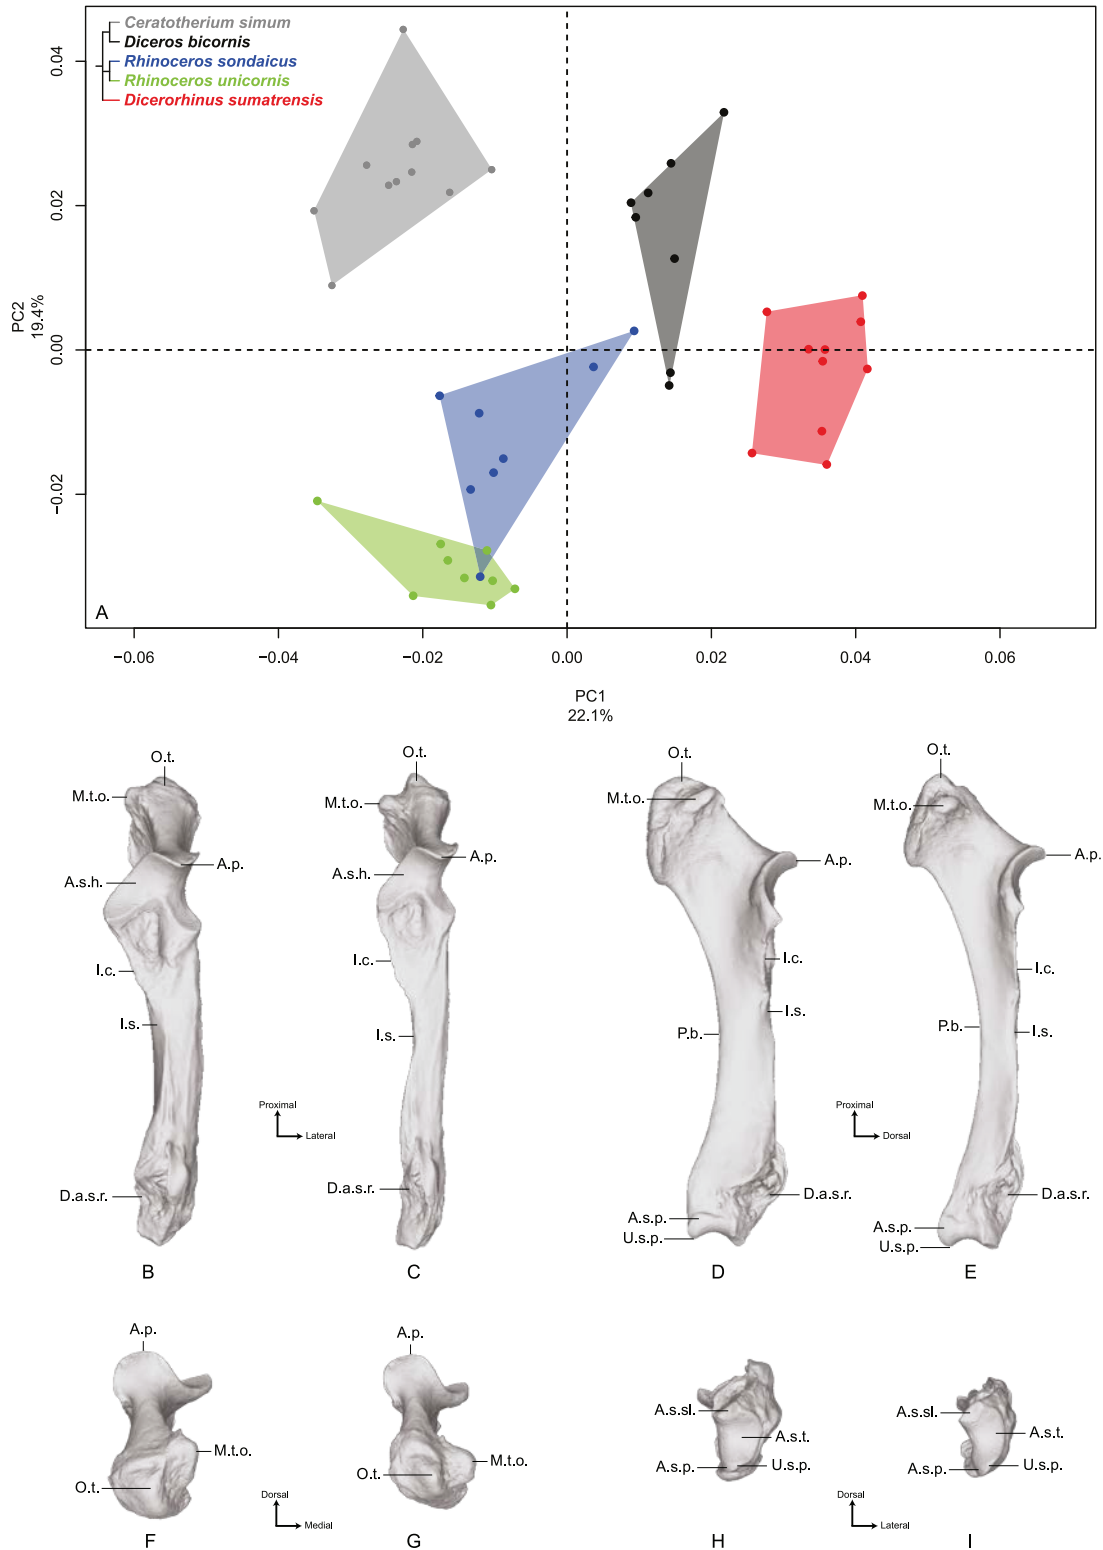 Ceratotherium simum
Diceros bicornis
Rhinoceros sondaicus
Rhinoceros unicornis
Dicerorhinus sumatrensis
0.04
0.02
0.00
−0.02
PC2
19.4%
A
−0.06
−0.04
−0.02
0.00
0.02
0.04
0.06
PC1
22.1%
O.t.
M.t.o.
A.p.
A.s.h.
I.c.
I.s.
D.a.s.r.
B
Proximal
Lateral
O.t.
M.t.o.
A.p.
A.s.h.
I.c.
I.s.
D.a.s.r.
C
O.t.
M.t.o.
A.p.
I.c.
I.s.
P.b.
D.a.s.r.
A.s.p.
U.s.p.
D
Proximal
Dorsal
O.t.
M.t.o.
A.p.
I.c.
P.b.
I.s.
D.a.s.r.
A.s.p.
U.s.p.
E
A.p.
M.t.o.
O.t.
F
Dorsal
Medial
A.p.
M.t.o.
O.t.
G
A.s.sl.
A.s.t.
A.s.p.
U.s.p.
H
Dorsal
Lateral
A.s.sl.
A.s.t.
A.s.p.
U.s.p.
I